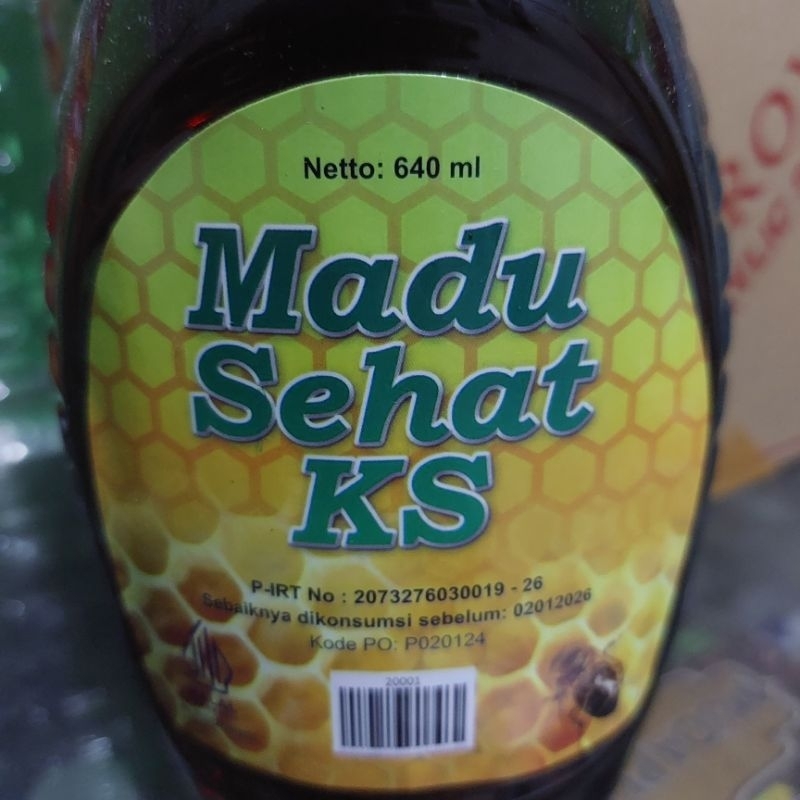 Netto: 640 ml
Madu
Sehat
KS
P-IRT No : 2073276030019 - 26
Sebaiknya dikonsumsi sebelum: 02012026
Kode PO: P020124
20001